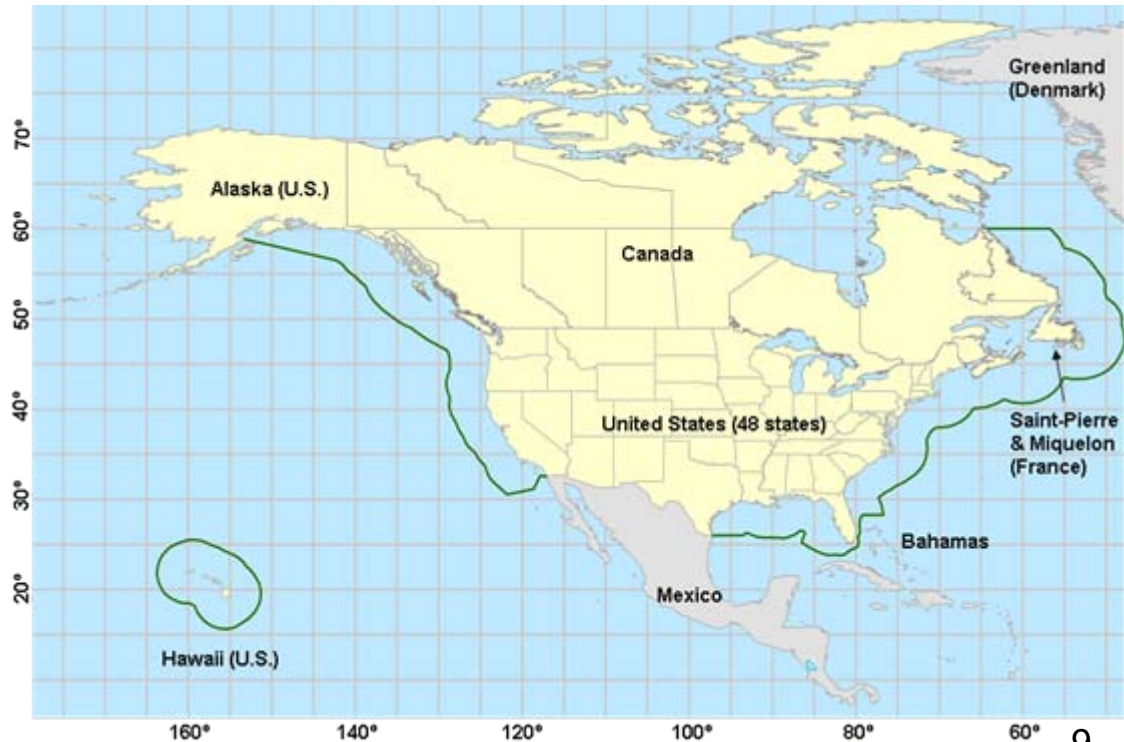 Greenland
(Denmark)
70°
Alaska (U.S.)
60°
Canada
50°
40°
United States (48 states)
Saint-Pierre
& Miquelon
(France)
30°
Bahamas
20°
Mexico
Hawaii (U.S.)
160°
140°
120°
100°
80°
60°
9